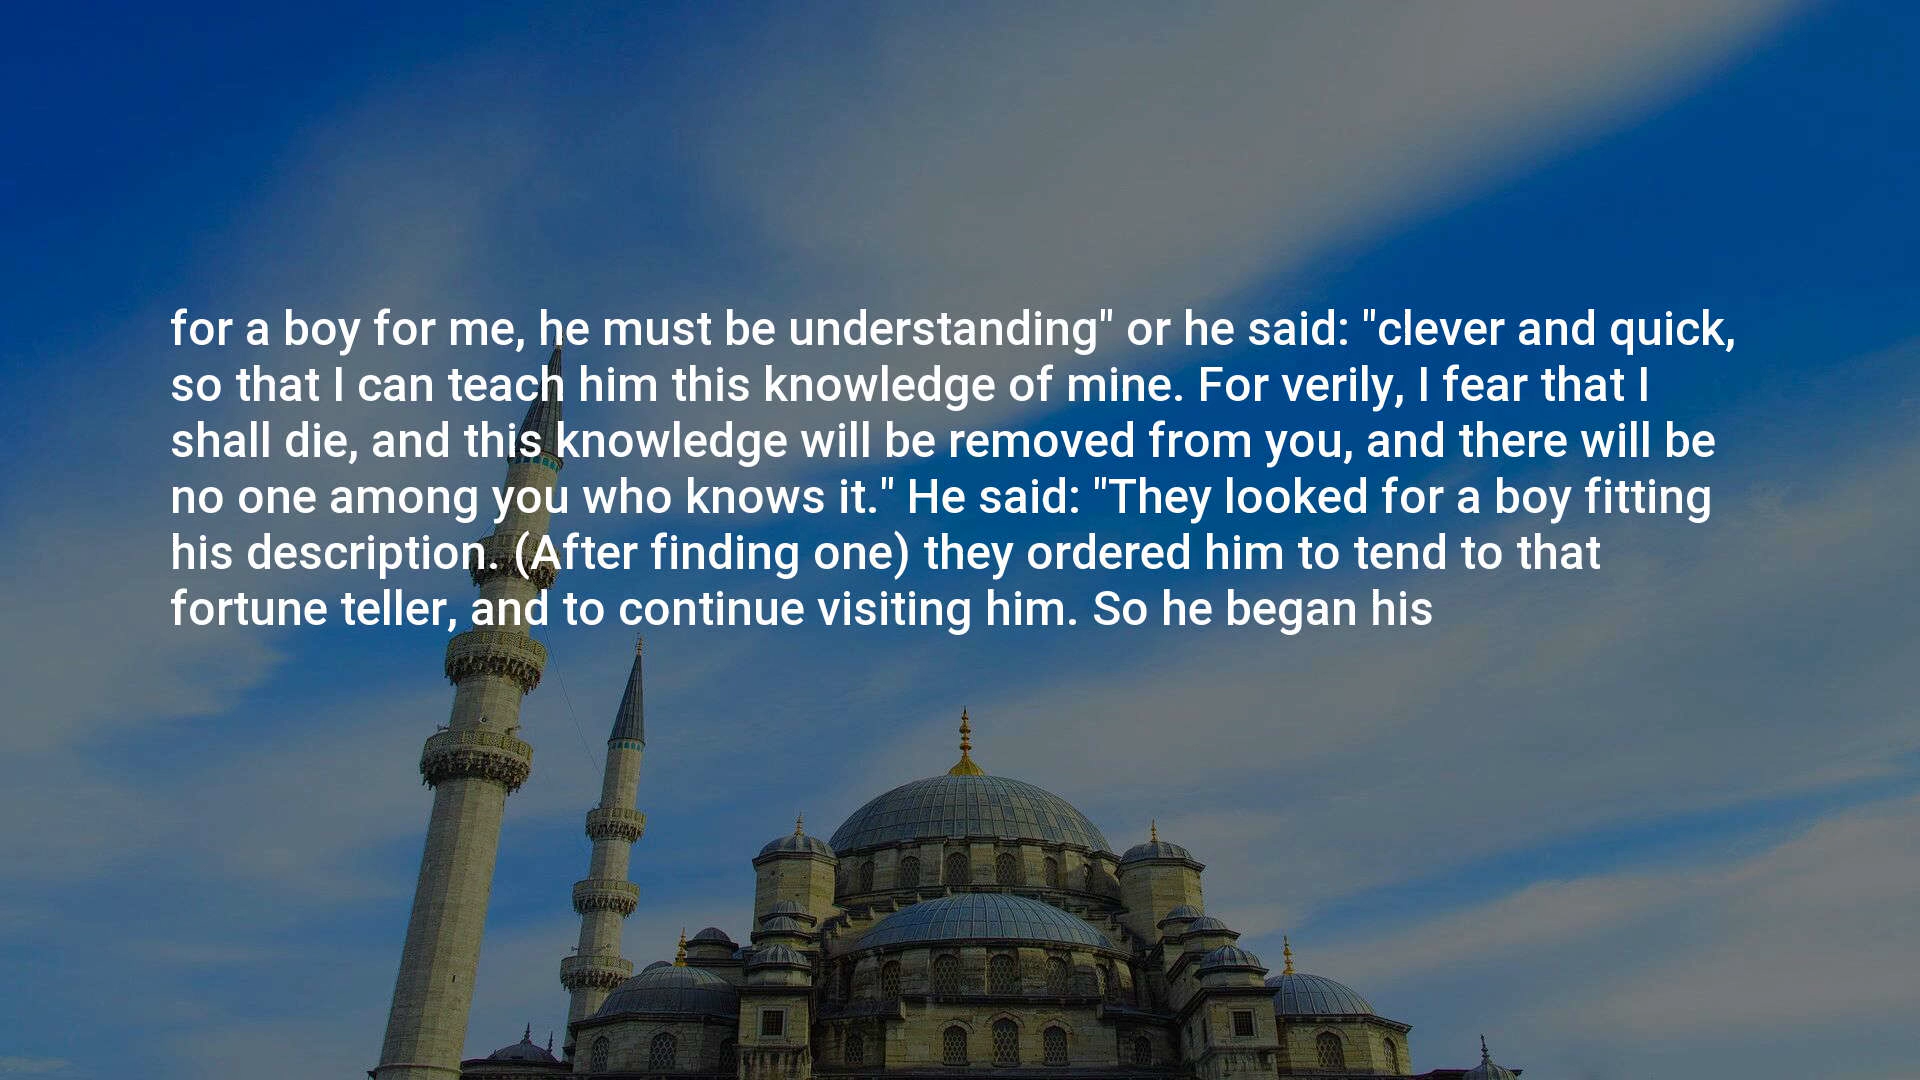 for a boy for me, he must be understanding" or he said: "clever and quick,
so that I can teach him this knowledge of mine. For verily, I fear that I
shall die, and this knowledge will be removed from you, and there will be
no one among you who knows it." He said: "They looked for a boy fitting
his description. (After finding one) they ordered him to tend to that
fortune teller, and to continue visiting him. So he began his